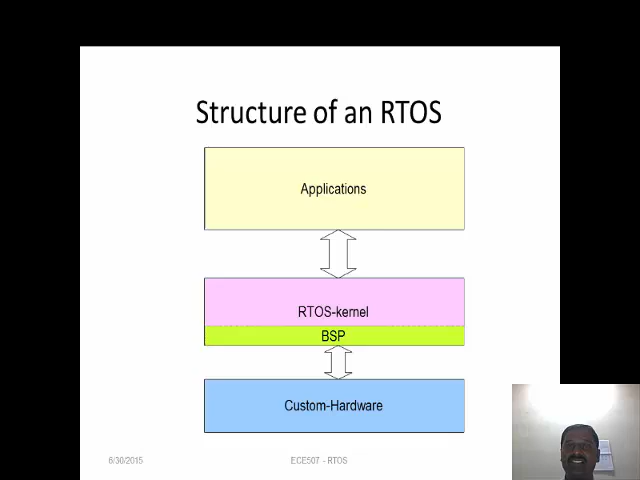 Structure of an RTOS
Applications
RTOS-kernel
BSP
Custom-Hardware
6/30/2015
ECE507 - RTOS